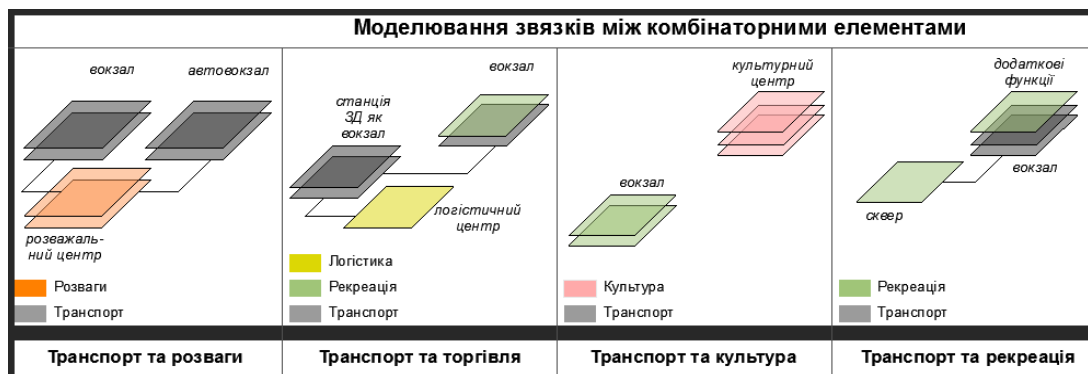 Моделювання звязків між комбінаторними елементами
вокзал
автовокзал
розважаль-
ний центр
Розваги
Транспорт
Транспорт та розваги
вокзал
станція
ЗД як
вокзал
логістичний
центр
Логістика
Рекреація
Транспорт
Транспорт та торгівля
культурний
центр
вокзал
Культура
Транспорт
Транспорт та культура
додаткові
функції
вокзал
сквер
Рекреація
Транспорт
Транспорт та рекреація